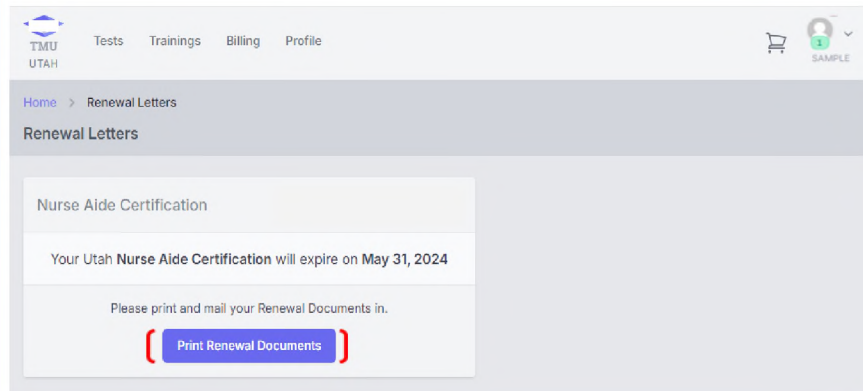 TMU
UTAH
Tests Trainings Billing Profile
1
SAMPLE
Home > Renewal Letters
Renewal Letters
Nurse Aide Certification
Your Utah Nurse Aide Certification will expire on May 31, 2024
Please print and mail your Renewal Documents in.
Print Renewal Documents